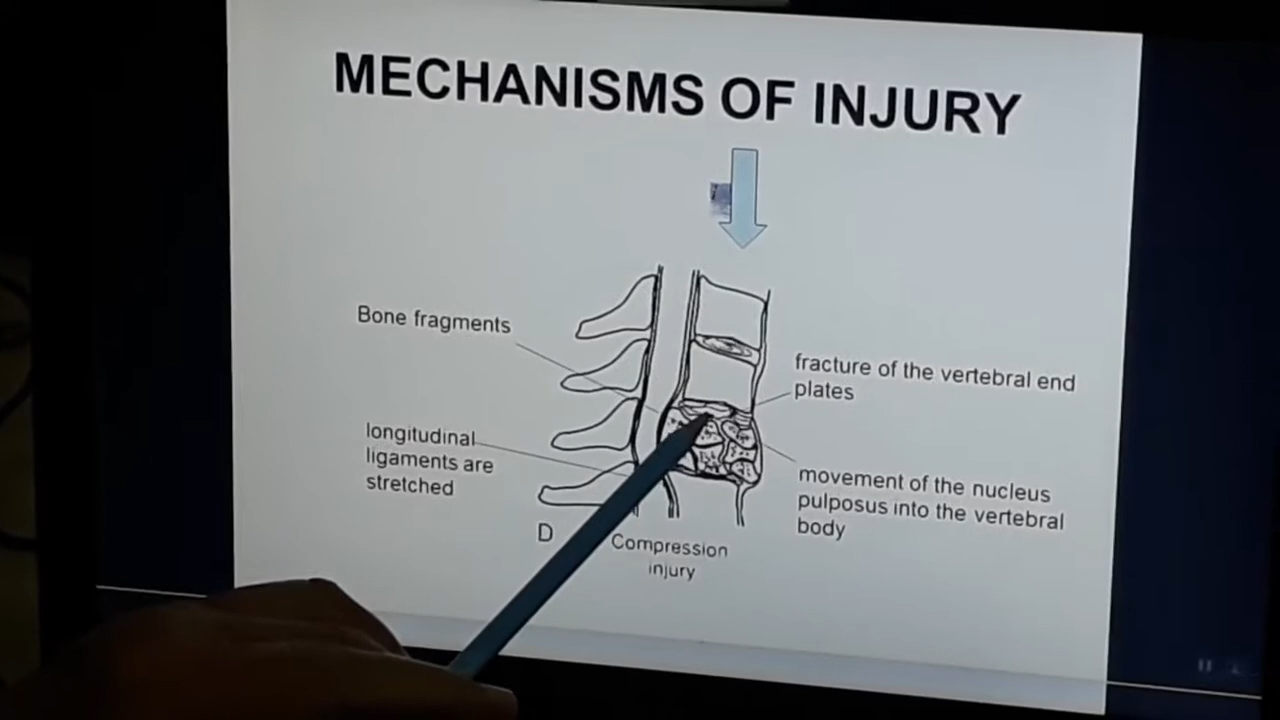 MECHANISMS OF INJURY
Bone fragments
fracture of the vertebral end
plates
longitudinal
ligaments are
stretched
movement of the nucleus
pulposus into the vertebral
body
D
Compression
injury